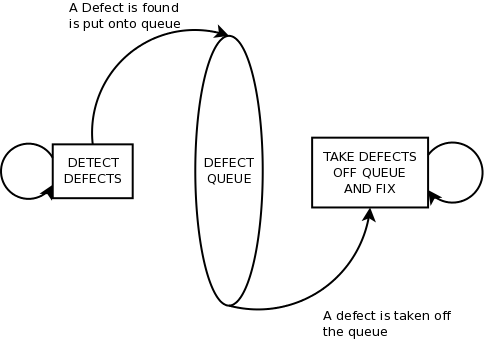 A Defect is found
is put onto queue
DETECT
DEFECTS
DEFECT
QUEUE
TAKE DEFECTS
OFF QUEUE
AND FIX
A defect is taken off
the queue